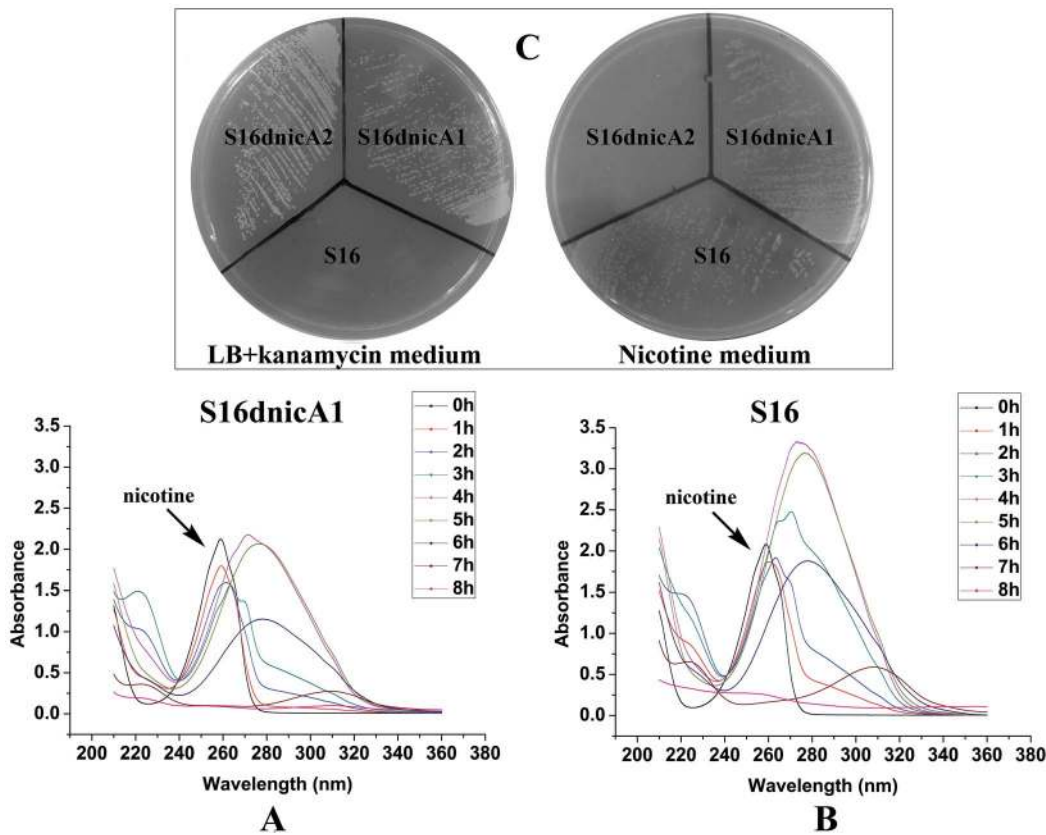 C
S16dnicA2
S16dnicA1
S16
LB+kanamycin medium
S16dnicA2
S16dnicA1
S16
Nicotine medium
S16dnicA1
nicotine
0h
1h
2h
3h
4h
5h
6h
7h
8h
3.5
3.0
2.5
2.0
1.5
1.0
0.5
0.0
Absorbance
200 220 240 260 280 300 320 340 360 380
Wavelength (nm)
A
S16
nicotine
0h
1h
2h
3h
4h
5h
6h
7h
8h
3.5
3.0
2.5
2.0
1.5
1.0
0.5
0.0
Absorbance
200 220 240 260 280 300 320 340 360 380
Wavelength (nm)
B